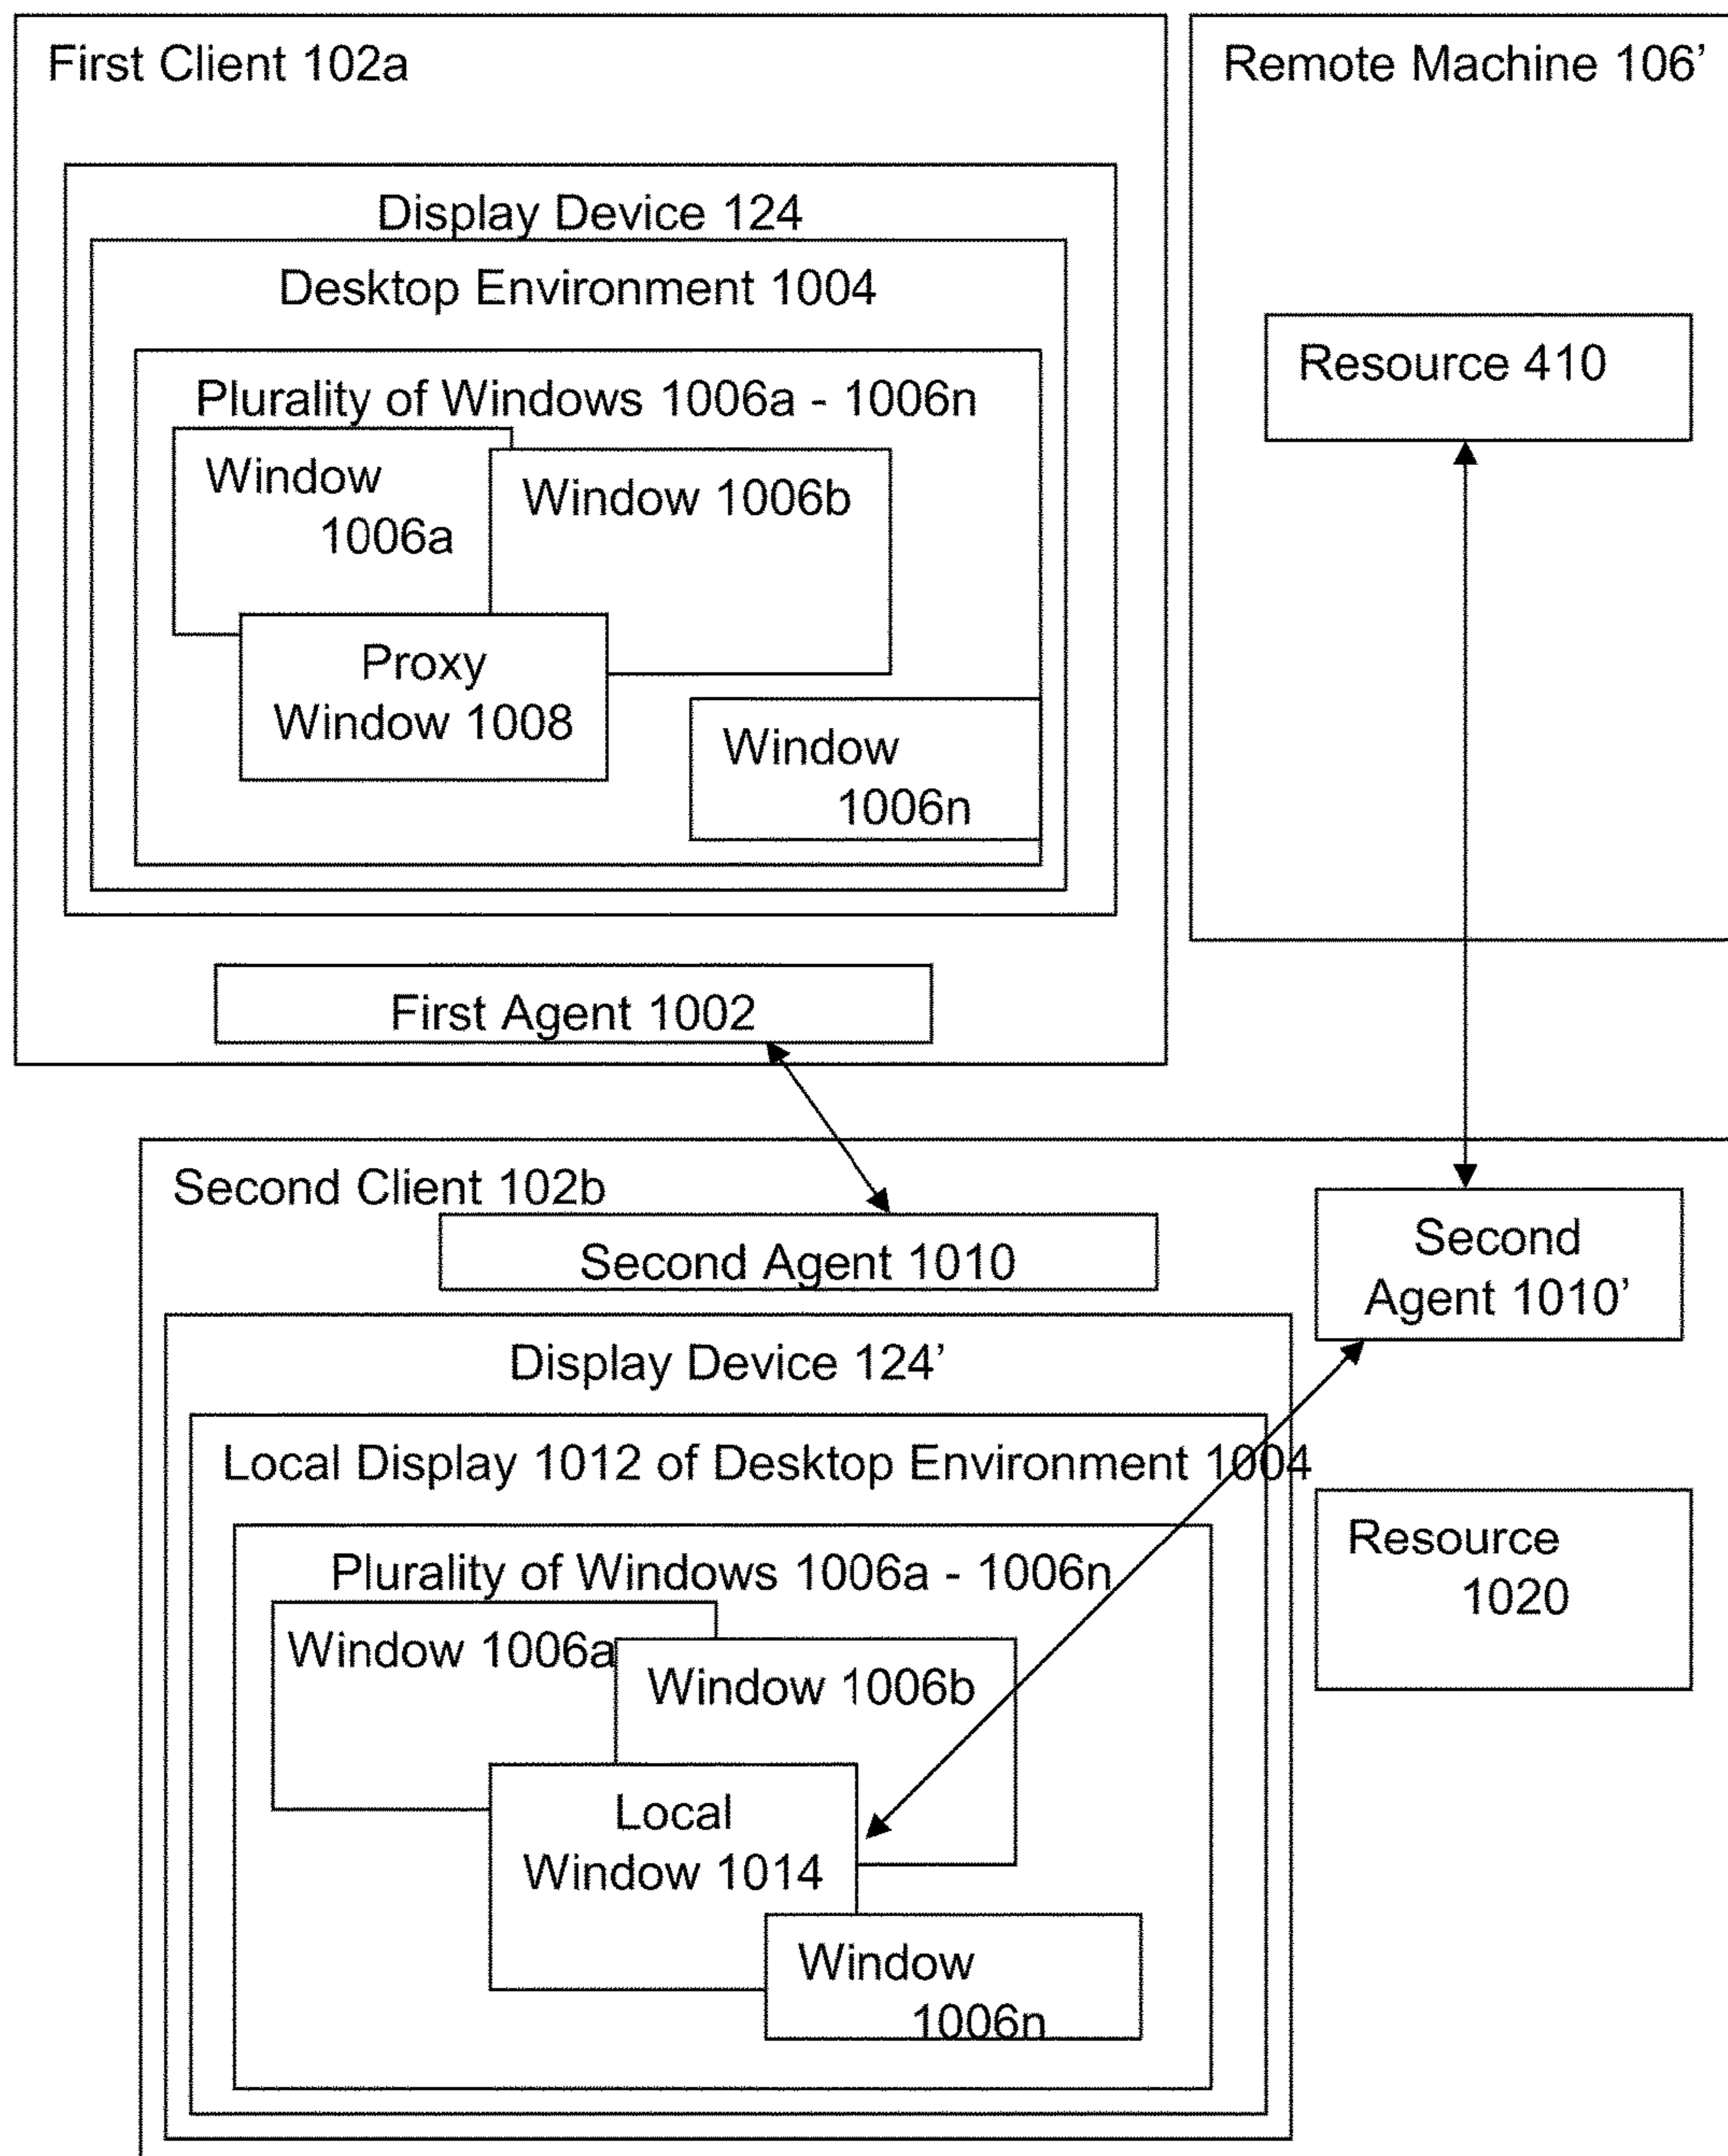 First Client 102a
Remote Machine 106’
Display Device 124
Desktop Environment 1004
Resource 410
Plurality of Windows 1006a - 1006n
Window
1006a
Window 1006b
Proxy
Window 1008
Window
1006n
First Agent 1002
Second Client 102b
Second Agent 1010
Second
Agent 1010’
Display Device 124’
Local Display 1012 of Desktop Environment 1004
Resource
1020
Plurality of Windows 1006a - 1006n
Window 1006a
Window 1006b
Local
Window 1014
Window
1006n